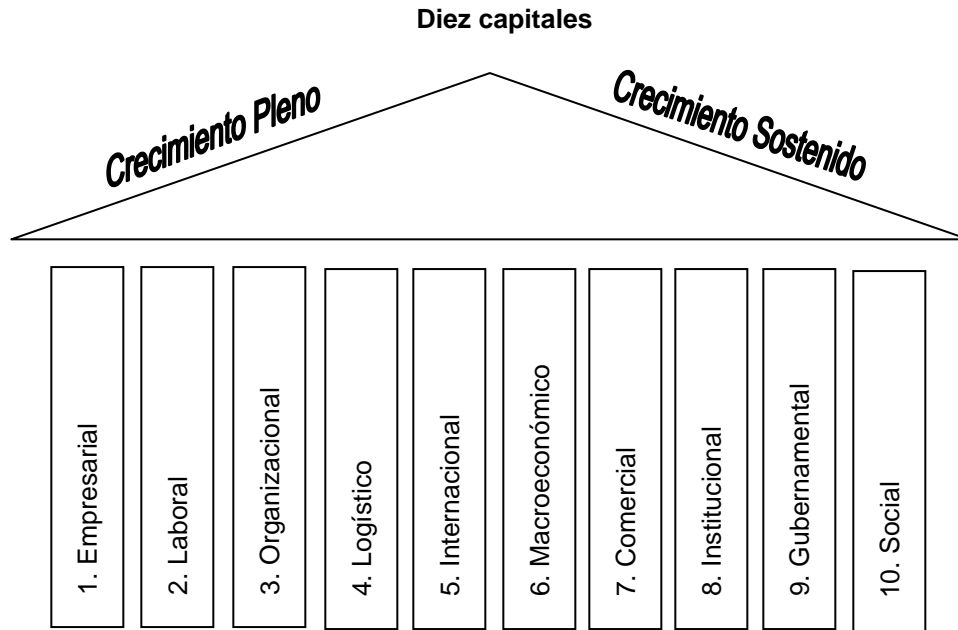 Diez capitales
Crecimiento Pleno
Crecimiento Sostenido
1. Empresarial
2. Laboral
3. Organizacional
4. Logístico
5. Internacional
6. Macroeconómico
7. Comercial
8. Institucional
9. Gubernamental
10. Social